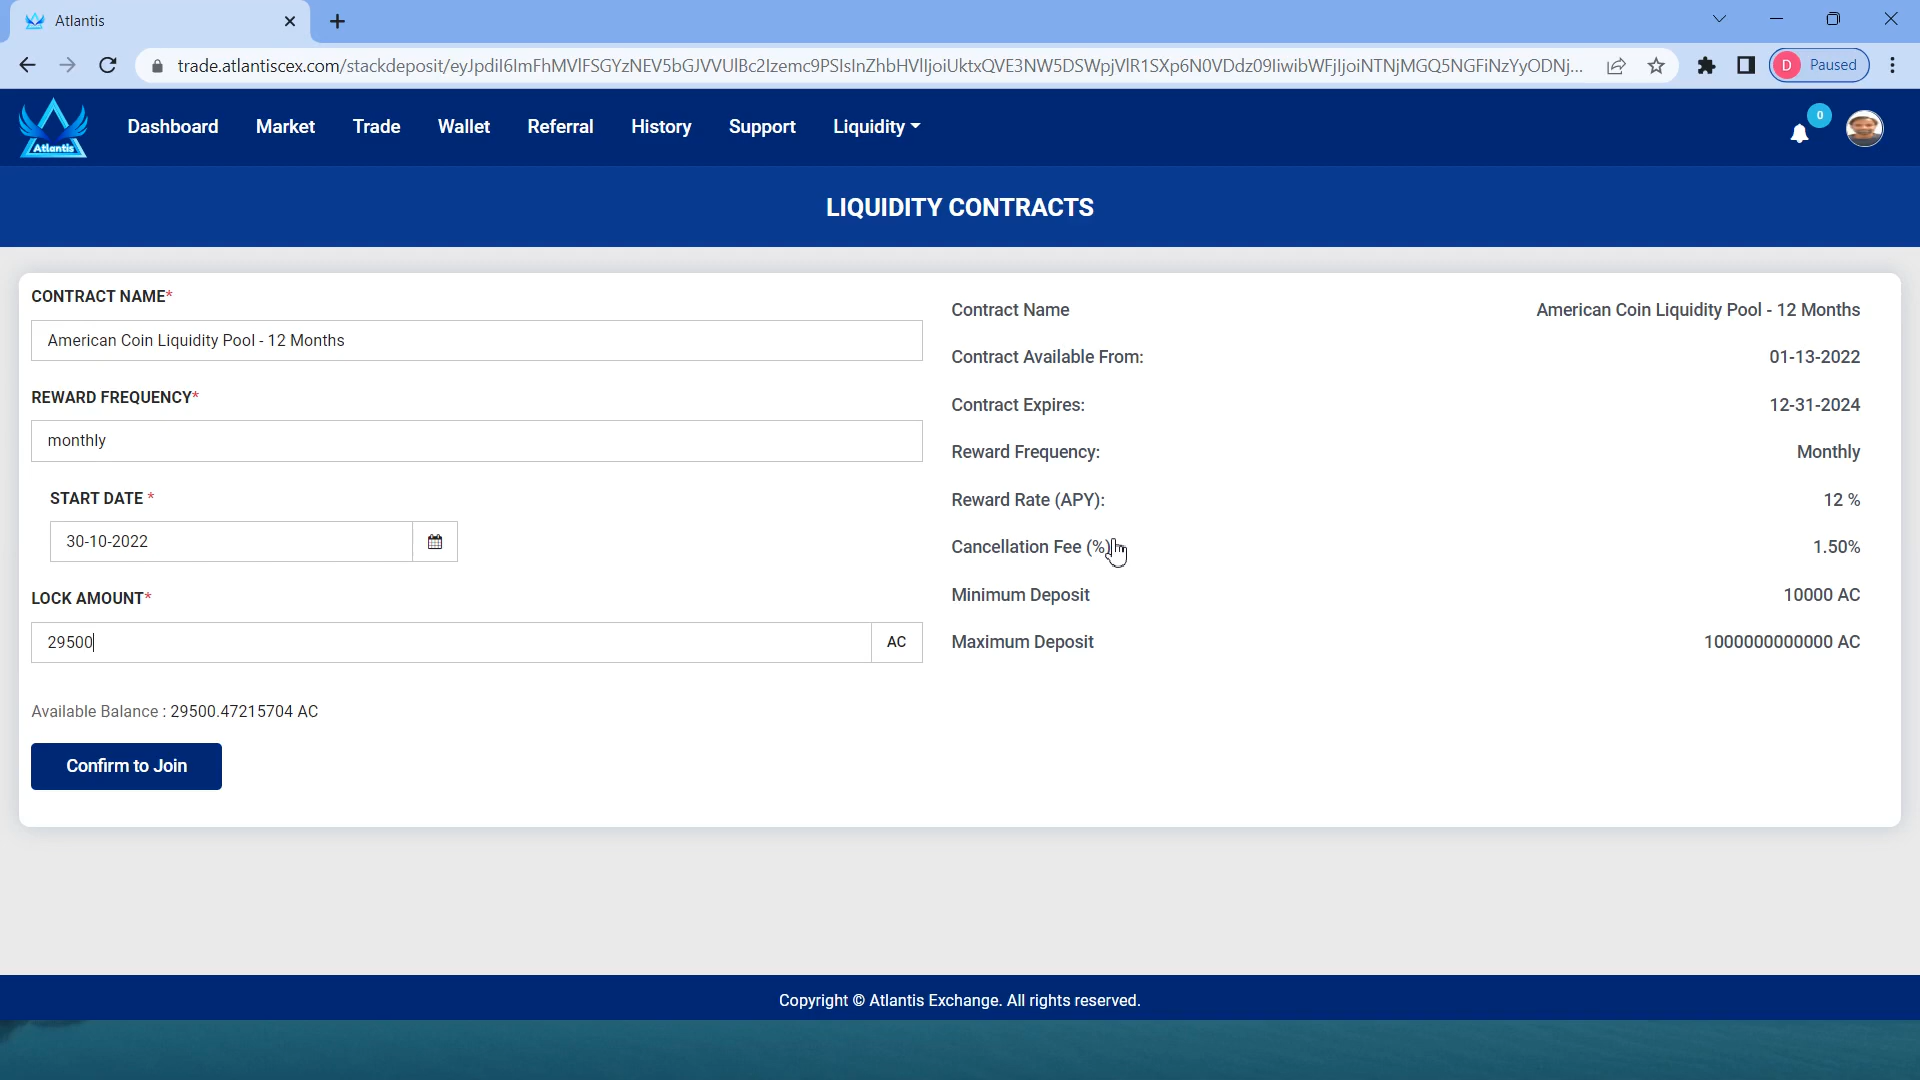 Atlantis
trade.atlantiscex.com/stackdeposit/
D Paused
Atlantis
Dashboard Market Trade Wallet Referral History Support Liquidity
0
LIQUIDITY CONTRACTS
CONTRACT NAME*
American Coin Liquidity Pool - 12 Months
REWARD FREQUENCY*
monthly
START DATE *
30-10-2022
LOCK AMOUNT*
29500 AC
Available Balance : 29500.47215704 AC
Confirm to Join
Contract Name American Coin Liquidity Pool - 12 Months
Contract Available From: 01-13-2022
Contract Expires: 12-31-2024
Reward Frequency: Monthly
Reward Rate (APY): 12 %
Cancellation Fee (%) 1.50%
Minimum Deposit 10000 AC
Maximum Deposit 1000000000000 AC
Copyright © Atlantis Exchange. All rights reserved.